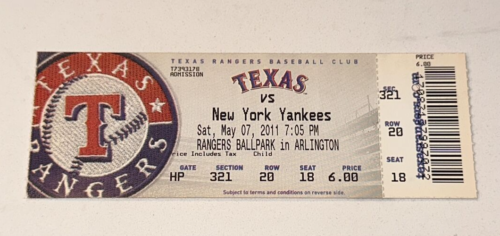 TEXAS
RANGERS
T
TEXAS RANGERS BASEBALL CLUB
T7393178
ADMISSION
TEXAS
VS
New York Yankees
Sat, May 07, 2011 7:05 PM
RANGERS BALLPARK in ARLINGTON
Price Includes Tax Child
GATE SECTION ROW SEAT PRICE
HP 321 20 18 6.00
Subject to terms and conditions on reverse side.
PRICE
6.00
SEC
321
ROW
20
SEAT
18